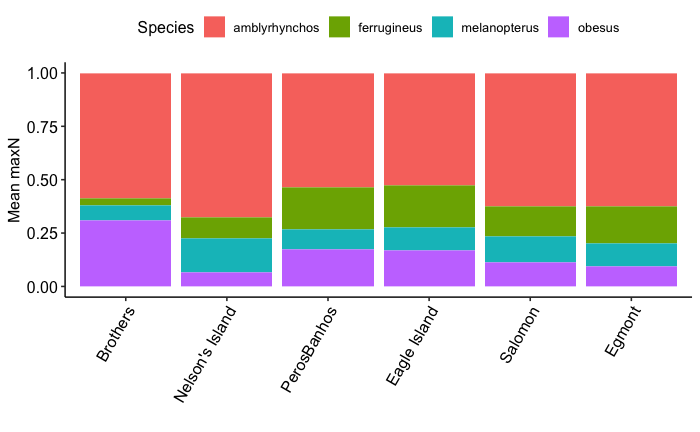 Species amblyrhynchos ferrugineus melanopterus obesus
Mean maxN
1.00
0.75
0.50
0.25
0.00
Brothers
Nelson's Island
PerosBanhos
Eagle Island
Salomon
Egmont